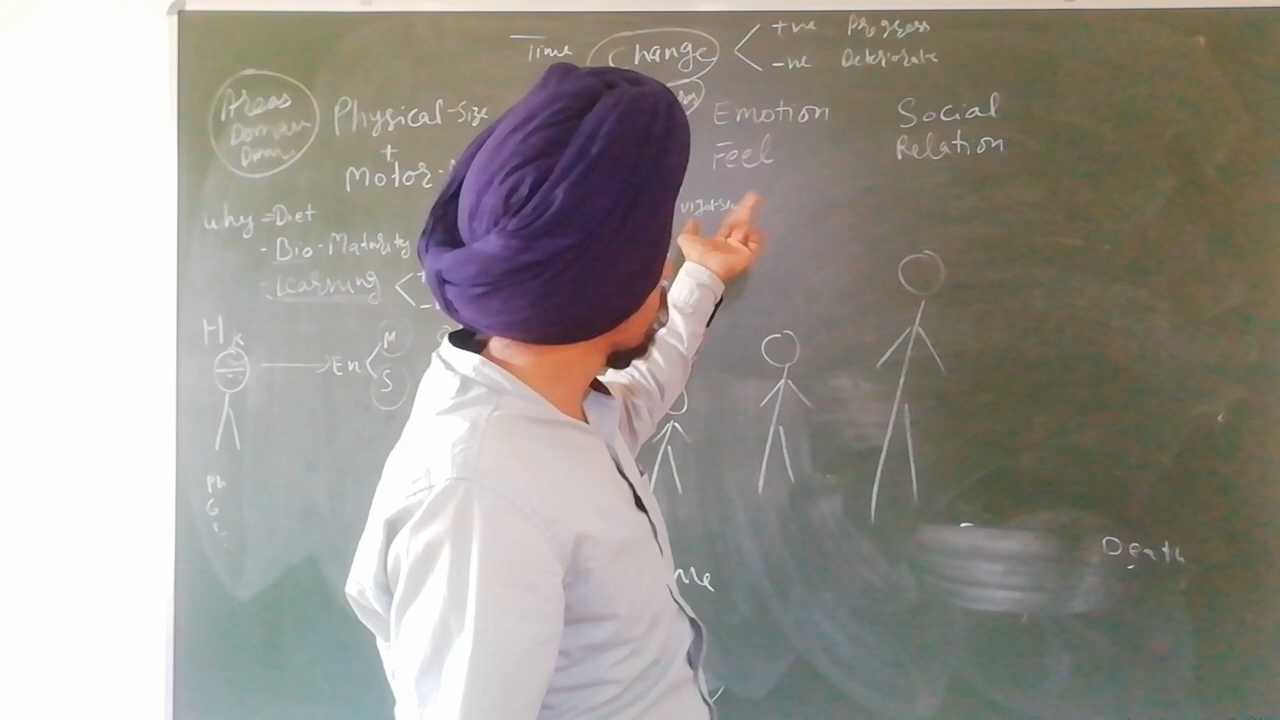 Time Change < +ve Progress
-ve Deteriorate
Areas
Domain
Physical-Size
+
Motor-
Emotion
Feel
Social
Relation
why = Diet
- Bio-Maturity
- Learning <
H
En < M
S
Ph
G
Death